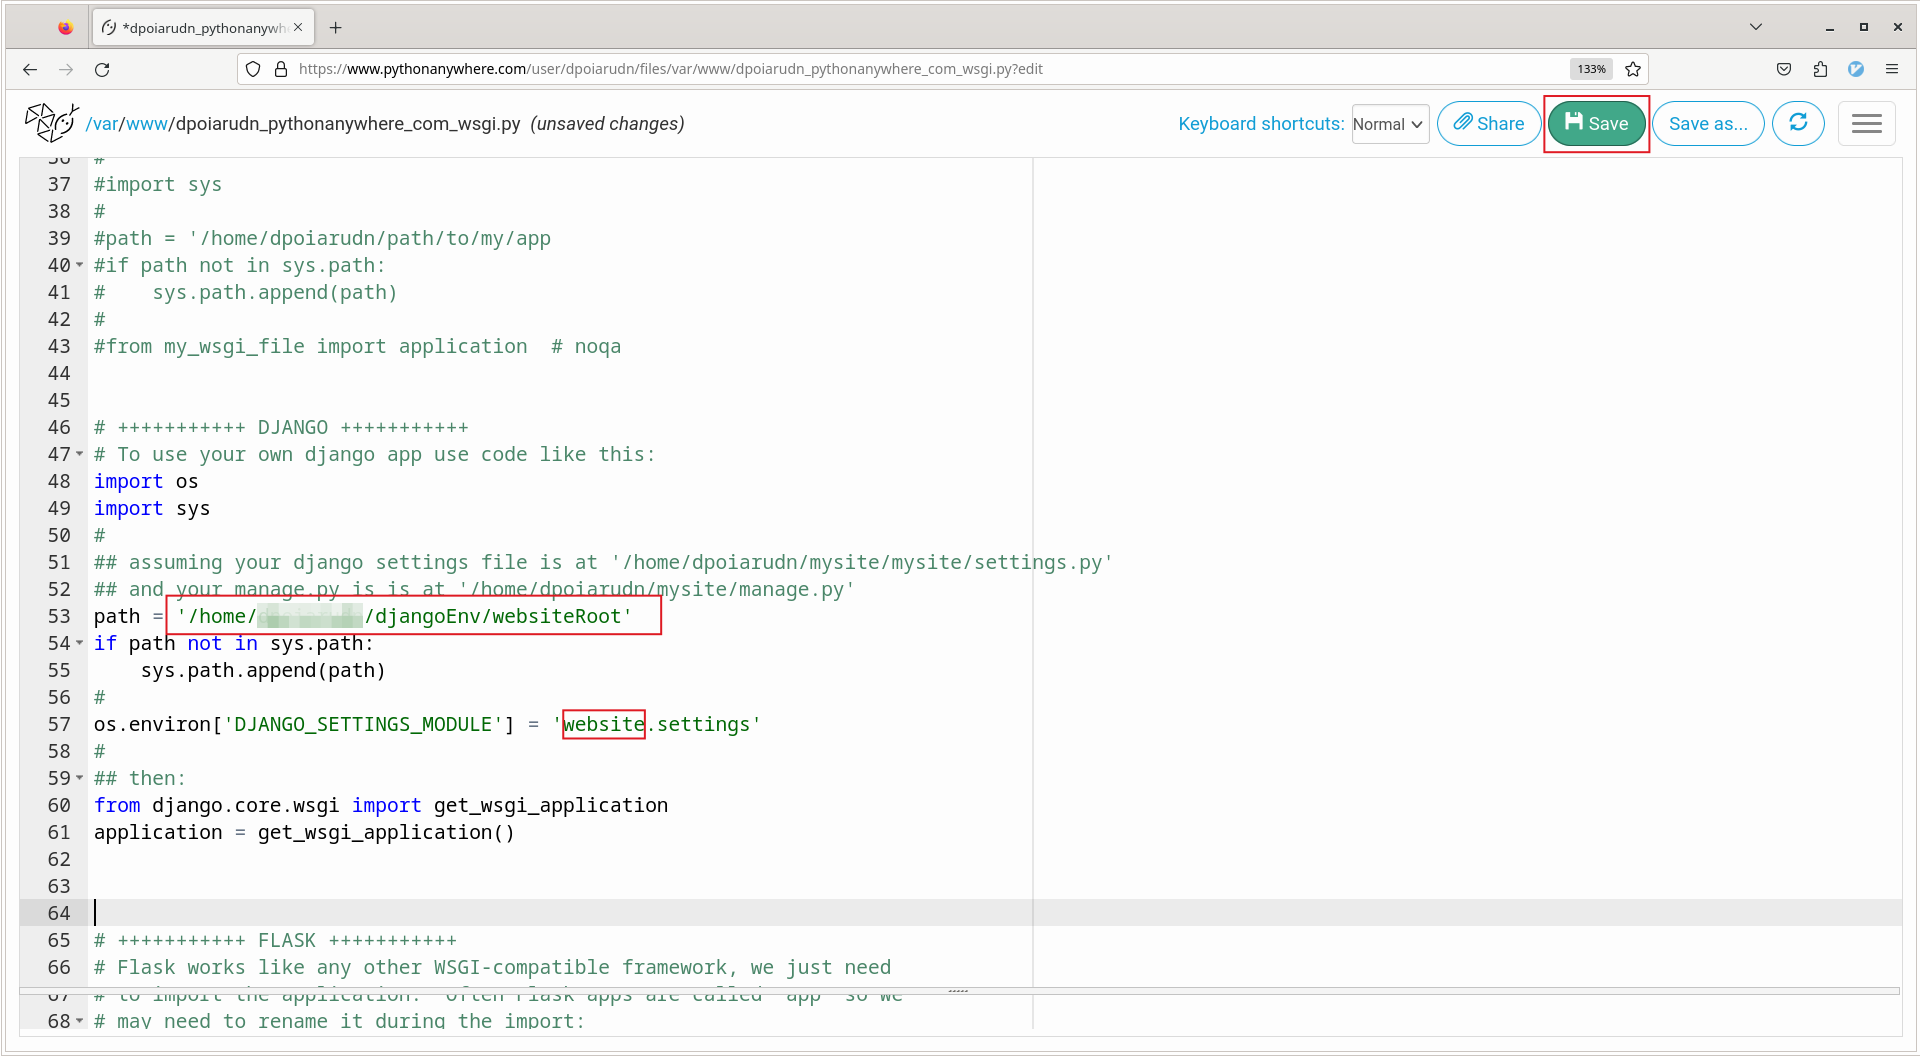 *dpoiarudn_pythonanywh
https://www.pythonanywhere.com/user/dpoiarudn/files/var/www/dpoiarudn_pythonanywhere_com_wsgi.py?edit
133%
/var/www/dpoiarudn_pythonanywhere_com_wsgi.py (unsaved changes)
Keyboard shortcuts: Normal Share Save Save as...
36 #
37 #import sys
38 #
39 #path = '/home/dpoiarudn/path/to/my/app
40 #if path not in sys.path:
41 #    sys.path.append(path)
42 #
43 #from my_wsgi_file import application  # noqa
44
45
46 # +++++++++++ DJANGO +++++++++++
47 # To use your own django app use code like this:
48 import os
49 import sys
50 #
51 ## assuming your django settings file is at '/home/dpoiarudn/mysite/mysite/settings.py'
52 ## and your manage.py is is at '/home/dpoiarudn/mysite/manage.py'
53 path = '/home/ /djangoEnv/websiteRoot'
54 if path not in sys.path:
55     sys.path.append(path)
56 #
57 os.environ['DJANGO_SETTINGS_MODULE'] = 'website.settings'
58 #
59 ## then:
60 from django.core.wsgi import get_wsgi_application
61 application = get_wsgi_application()
62
63
64
65 # +++++++++++ FLASK +++++++++++
66 # Flask works like any other WSGI-compatible framework, we just need
67 # to import the application.  Often Flask apps are called "app" so we
68 # may need to rename it during the import: